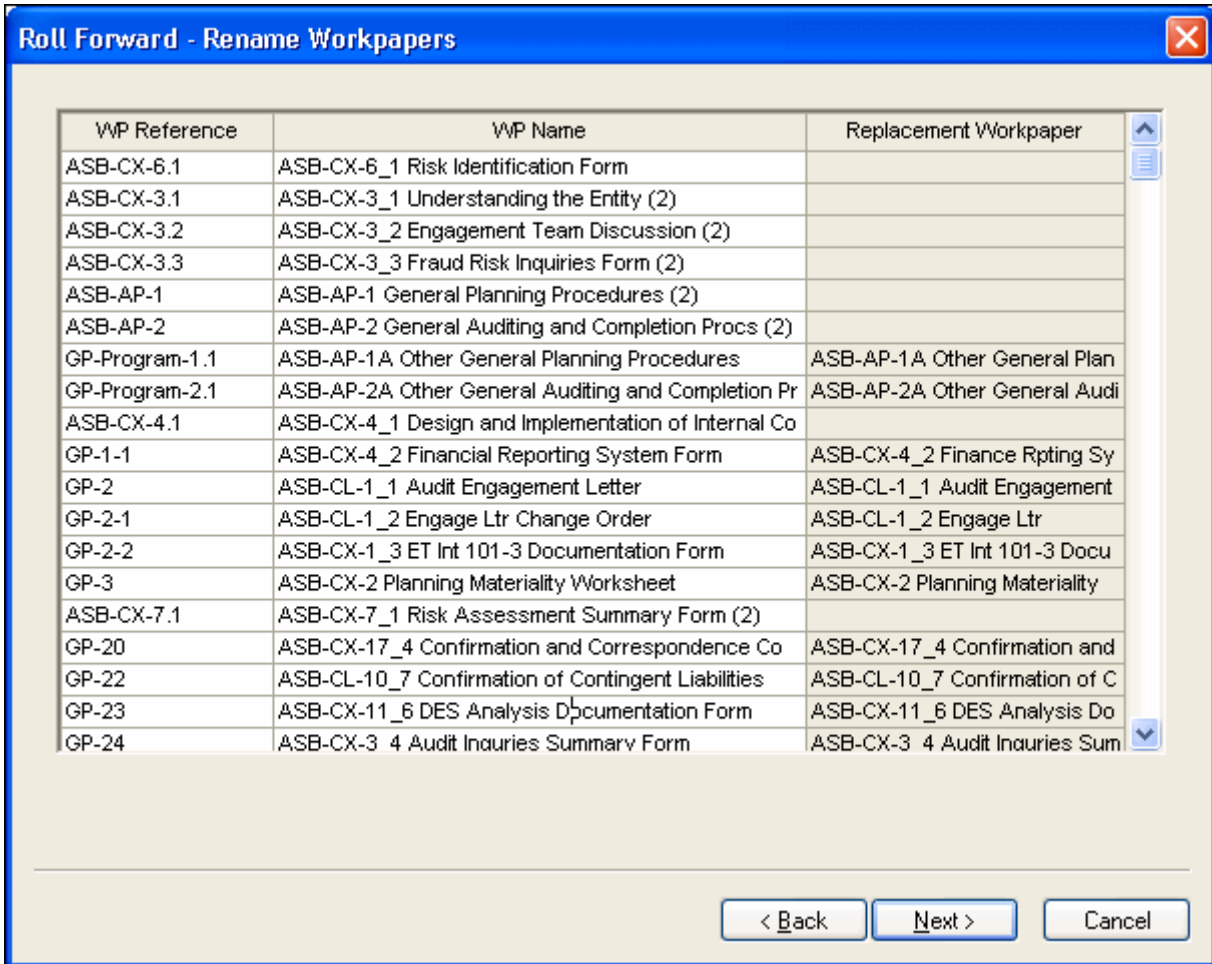 Roll Forward - Rename Workpapers
WP Reference WP Name Replacement Workpaper
ASB-CX-6.1 ASB-CX-6_1 Risk Identification Form
ASB-CX-3.1 ASB-CX-3_1 Understanding the Entity (2)
ASB-CX-3.2 ASB-CX-3_2 Engagement Team Discussion (2)
ASB-CX-3.3 ASB-CX-3_3 Fraud Risk Inquiries Form (2)
ASB-AP-1 ASB-AP-1 General Planning Procedures (2)
ASB-AP-2 ASB-AP-2 General Auditing and Completion Procs (2)
GP-Program-1.1 ASB-AP-1A Other General Planning Procedures ASB-AP-1A Other General Plan
GP-Program-2.1 ASB-AP-2A Other General Auditing and Completion Pr ASB-AP-2A Other General Audi
ASB-CX-4.1 ASB-CX-4_1 Design and Implementation of Internal Co
GP-1-1 ASB-CX-4_2 Financial Reporting System Form ASB-CX-4_2 Finance Rpting Sy
GP-2 ASB-CL-1_1 Audit Engagement Letter ASB-CL-1_1 Audit Engagement
GP-2-1 ASB-CL-1_2 Engage Ltr Change Order ASB-CL-1_2 Engage Ltr
GP-2-2 ASB-CX-1_3 ET Int 101-3 Documentation Form ASB-CX-1_3 ET Int 101-3 Docu
GP-3 ASB-CX-2 Planning Materiality Worksheet ASB-CX-2 Planning Materiality
ASB-CX-7.1 ASB-CX-7_1 Risk Assessment Summary Form (2)
GP-20 ASB-CX-17_4 Confirmation and Correspondence Co ASB-CX-17_4 Confirmation and
GP-22 ASB-CL-10_7 Confirmation of Contingent Liabilities ASB-CL-10_7 Confirmation of C
GP-23 ASB-CX-11_6 DES Analysis Documentation Form ASB-CX-11_6 DES Analysis Do
GP-24 ASB-CX-3_4 Audit Inquries Summary Form ASB-CX-3_4 Audit Inquries Sum
< Back Next > Cancel